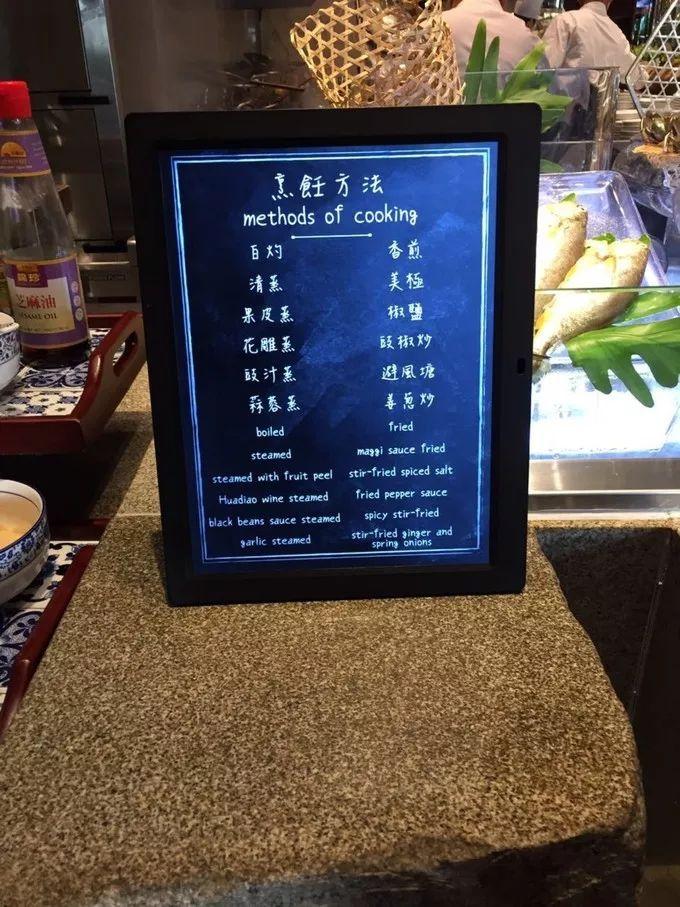 烹飪方法
methods of cooking
白灼
清蒸
果皮蒸
花雕蒸
豉汁蒸
蒜蓉蒸
香煎
美極
椒鹽
豉椒炒
避風塘
姜葱炒
boiled
steamed
steamed with fruit peel
Huadiao wine steamed
black beans sauce steamed
garlic steamed
fried
maggi sauce fried
stir-fried spiced salt
fried pepper sauce
spicy stir-fried
stir-fried ginger and
spring onions
芝麻油
SESAME OIL